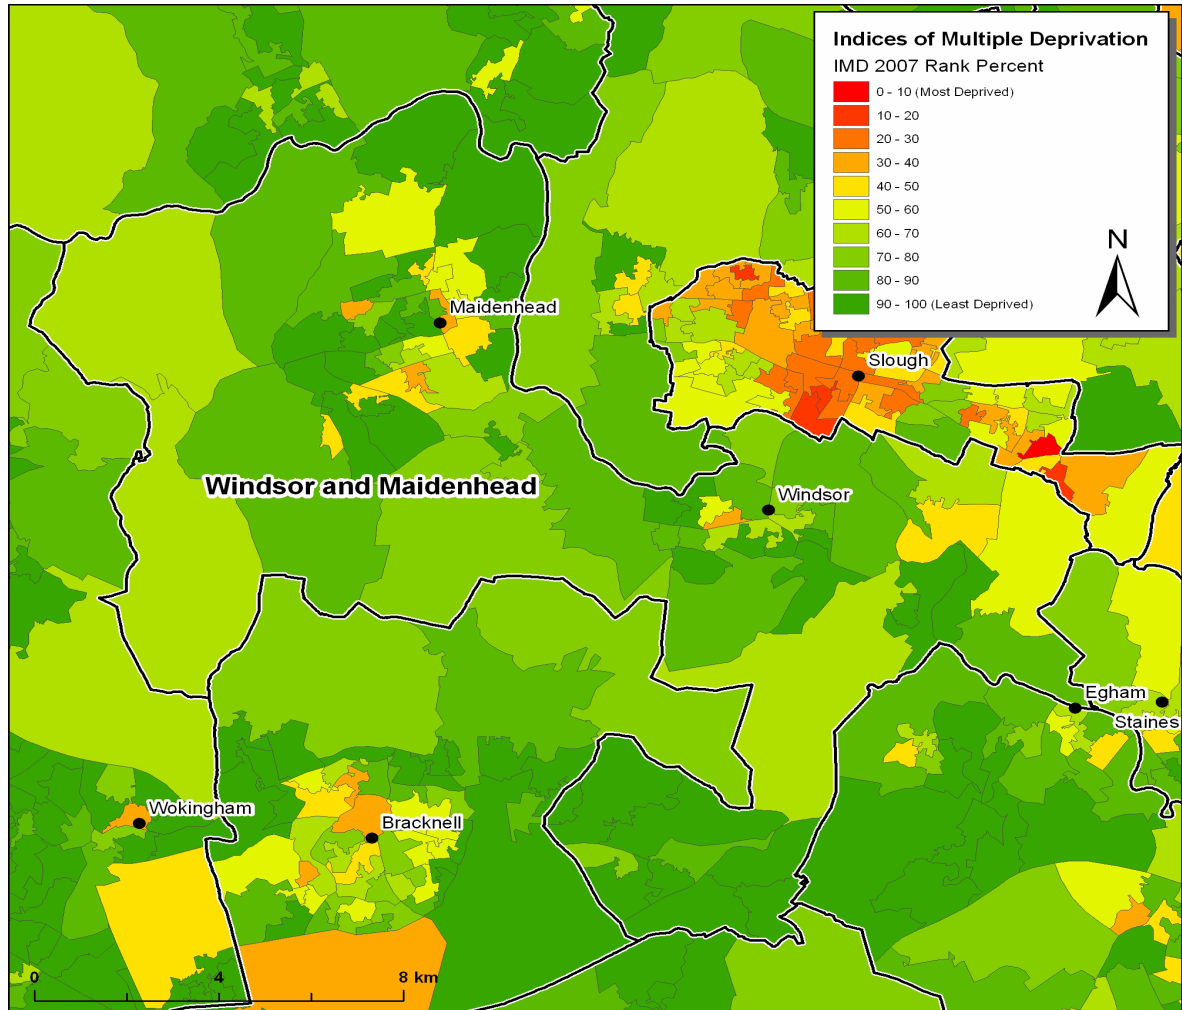 Indices of Multiple Deprivation
IMD 2007 Rank Percent
0 - 10 (Most Deprived)
10 - 20
20 - 30
30 - 40
40 - 50
50 - 60
60 - 70
70 - 80
80 - 90
90 - 100 (Least Deprived)
N
Maidenhead
Slough
Windsor and Maidenhead
Windsor
Egham
Staines
Wokingham
Bracknell
0 4 8 km